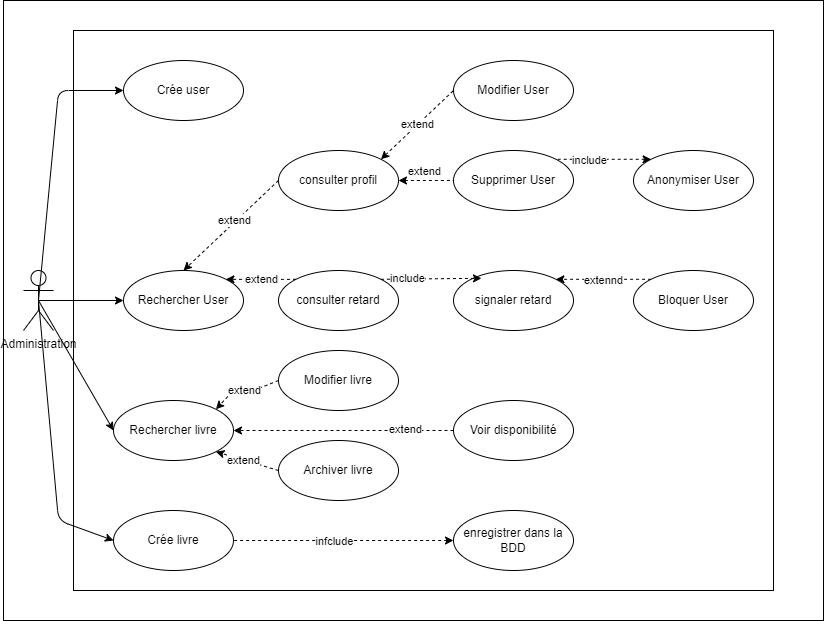 Crée user
Modifier User
extend
consulter profil
extend
Supprimer User
include
Anonymiser User
extend
Rechercher User
extend
consulter retard
include
signaler retard
extennd
Bloquer User
Administration
Modifier livre
extend
Rechercher livre
extend
Voir disponibilité
extend
Archiver livre
Crée livre
infclude
enregistrer dans la
BDD